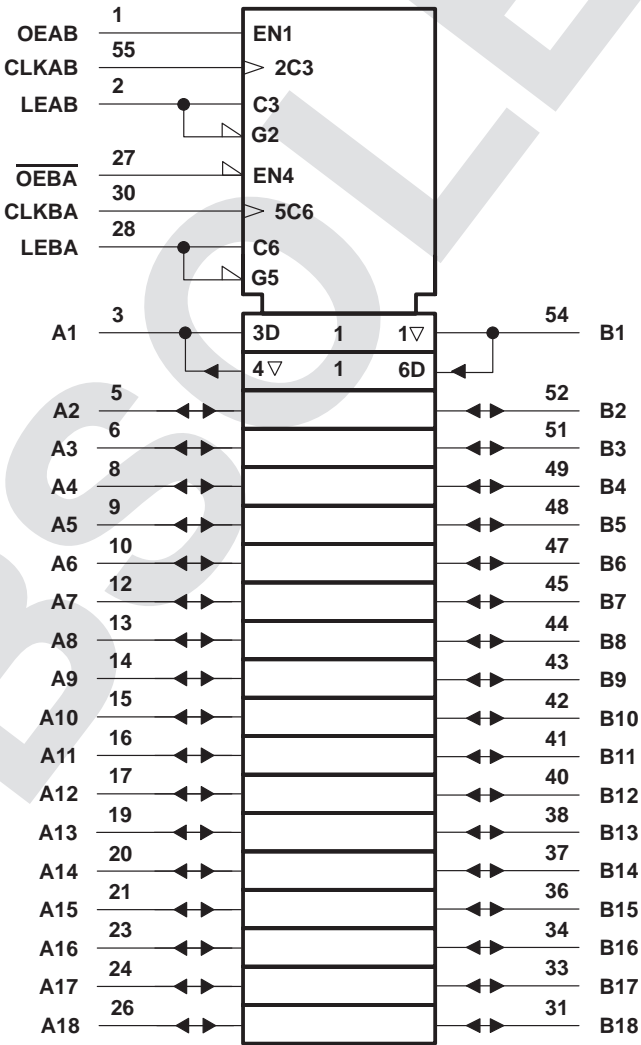 OEAB 1 EN1
CLKAB 55 2C3
LEAB 2 C3
G2
OEBA 27 EN4
CLKBA 30 5C6
LEBA 28 C6
G5
A1 3 3D 1 1▽ 54 B1
4▽ 1 6D
A2 5 52 B2
A3 6 51 B3
A4 8 49 B4
A5 9 48 B5
A6 10 47 B6
A7 12 45 B7
A8 13 44 B8
A9 14 43 B9
A10 15 42 B10
A11 16 41 B11
A12 17 40 B12
A13 19 38 B13
A14 20 37 B14
A15 21 36 B15
A16 23 34 B16
A17 24 33 B17
A18 26 31 B18
BSOLE